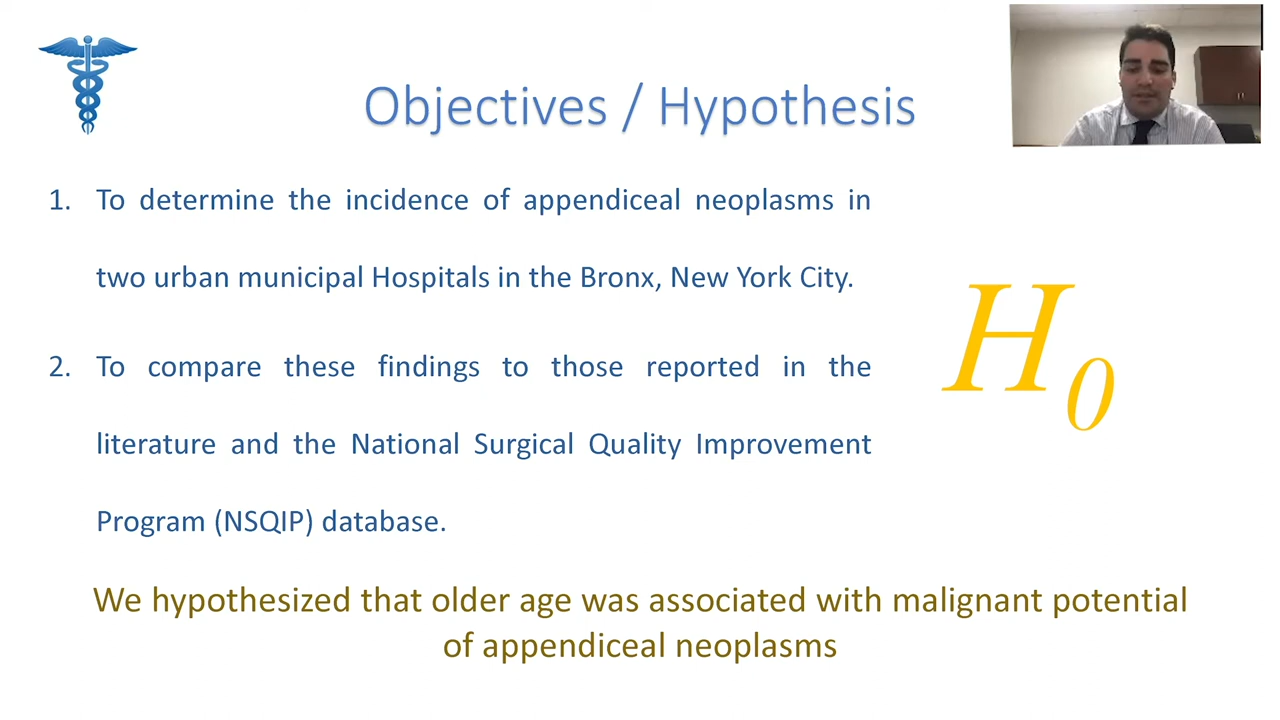 Objectives / Hypothesis
1. To determine the incidence of appendiceal neoplasms in
two urban municipal Hospitals in the Bronx, New York City.
2. To compare these findings to those reported in the
literature and the National Surgical Quality Improvement
Program (NSQIP) database.
H0
We hypothesized that older age was associated with malignant potential
of appendiceal neoplasms